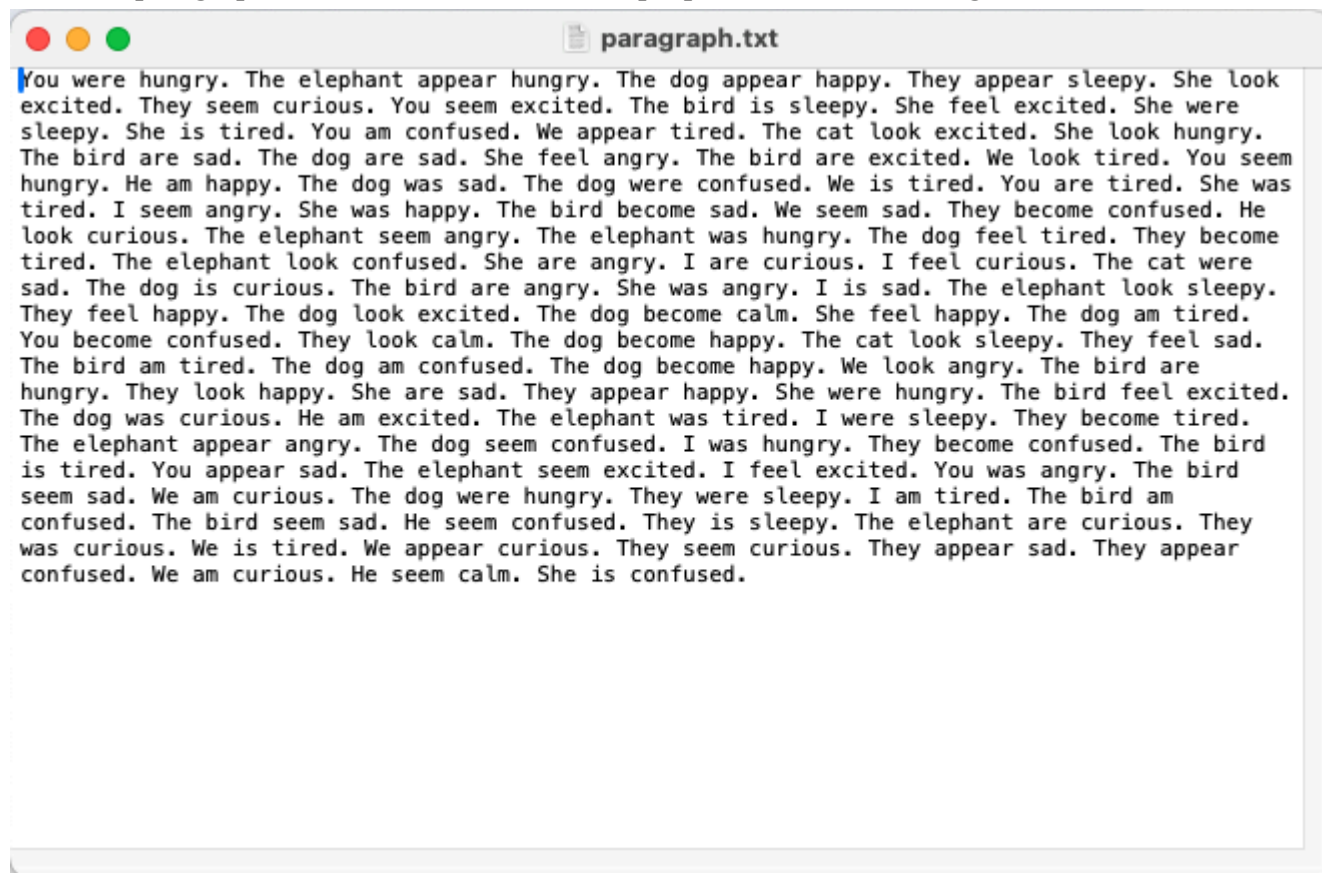 paragraph.txt
You were hungry. The elephant appear hungry. The dog appear happy. They appear sleepy. She look
excited. They seem curious. You seem excited. The bird is sleepy. She feel excited. She were
sleepy. She is tired. You am confused. We appear tired. The cat look excited. She look hungry.
The bird are sad. The dog are sad. She feel angry. The bird are excited. We look tired. You seem
hungry. He am happy. The dog was sad. The dog were confused. We is tired. You are tired. She was
tired. I seem angry. She was happy. The bird become sad. We seem sad. They become confused. He
look curious. The elephant seem angry. The elephant was hungry. The dog feel tired. They become
tired. The elephant look confused. She are angry. I are curious. I feel curious. The cat were
sad. The dog is curious. The bird are angry. She was angry. I is sad. The elephant look sleepy.
They feel happy. The dog look excited. The dog become calm. She feel happy. The dog am tired.
You become confused. They look calm. The dog become happy. The cat look sleepy. They feel sad.
The bird am tired. The dog am confused. The dog become happy. We look angry. The bird are
hungry. They look happy. She are sad. They appear happy. She were hungry. The bird feel excited.
The dog was curious. He am excited. The elephant was tired. I were sleepy. They become tired.
The elephant appear angry. The dog seem confused. I was hungry. They become confused. The bird
is tired. You appear sad. The elephant seem excited. I feel excited. You was angry. The bird
seem sad. We am curious. The dog were hungry. They were sleepy. I am tired. The bird am
confused. The bird seem sad. He seem confused. They is sleepy. The elephant are curious. They
was curious. We is tired. We appear curious. They seem curious. They appear sad. They appear
confused. We am curious. He seem calm. She is confused.